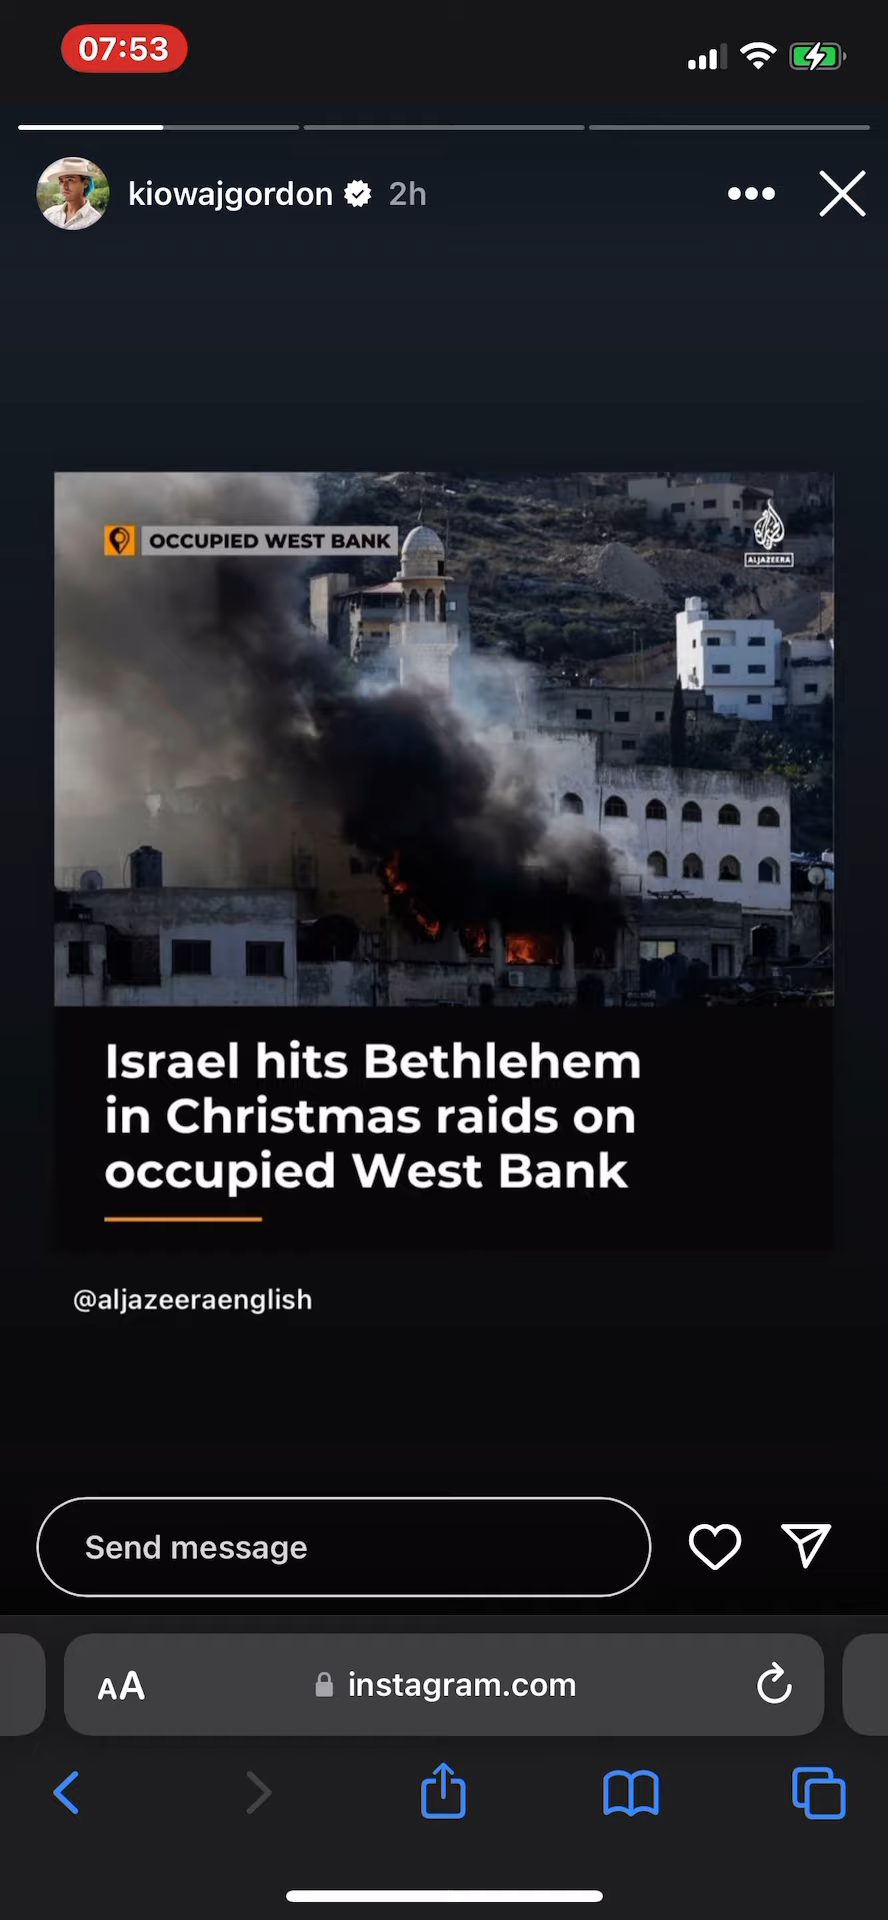 07:53
kiowajgordon 2h
OCCUPIED WEST BANK
ALJAZEERA
Israel hits Bethlehem
in Christmas raids on
occupied West Bank
@aljazeeraenglish
Send message
AA instagram.com